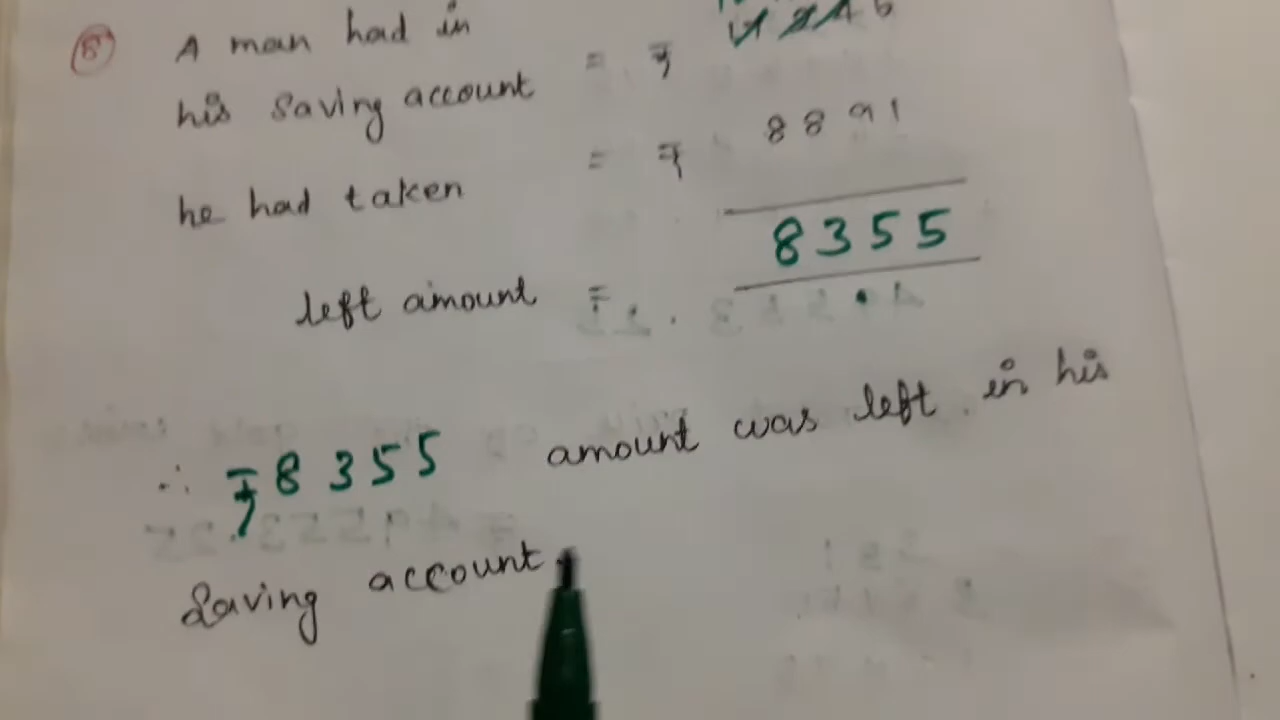 5) A man had in
his Saving account = ₹
8891
he had taken = ₹
8355
left amount =
∴ ₹8355 amount was left in his
Saving account.